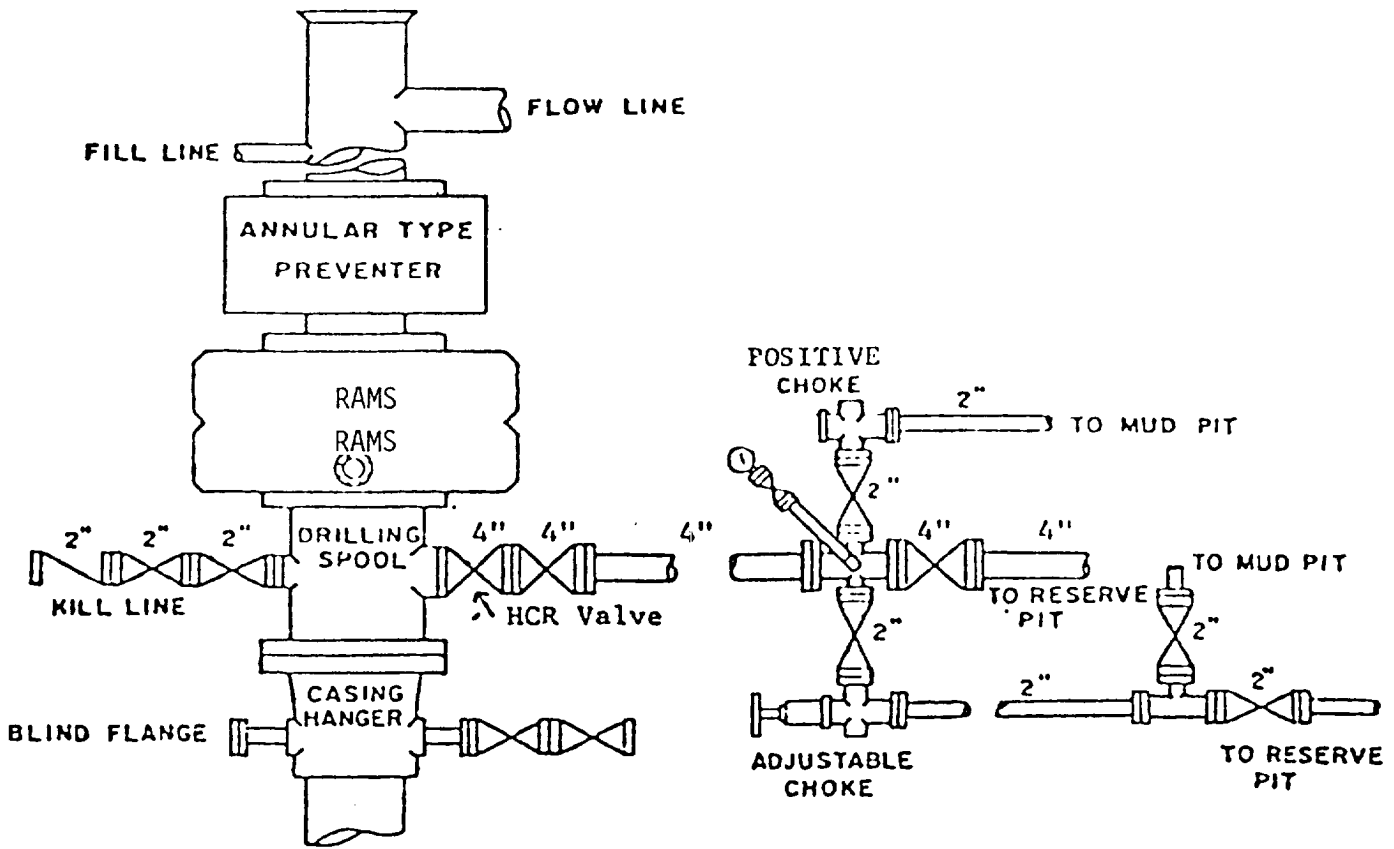 FLOW LINE
FILL LINE
ANNULAR TYPE
PREVENTER
RAMS
RAMS
POSITIVE
CHOKE
2"
TO MUD PIT
2"
2" 2" 2"
DRILLING
SPOOL
4" 4" 4"
4" 4"
KILL LINE
HCR Valve
TO RESERVE
PIT
TO MUD PIT
2"
2"
CASING
HANGER
BLIND FLANGE
2"
2"
ADJUSTABLE
CHOKE
TO RESERVE
PIT